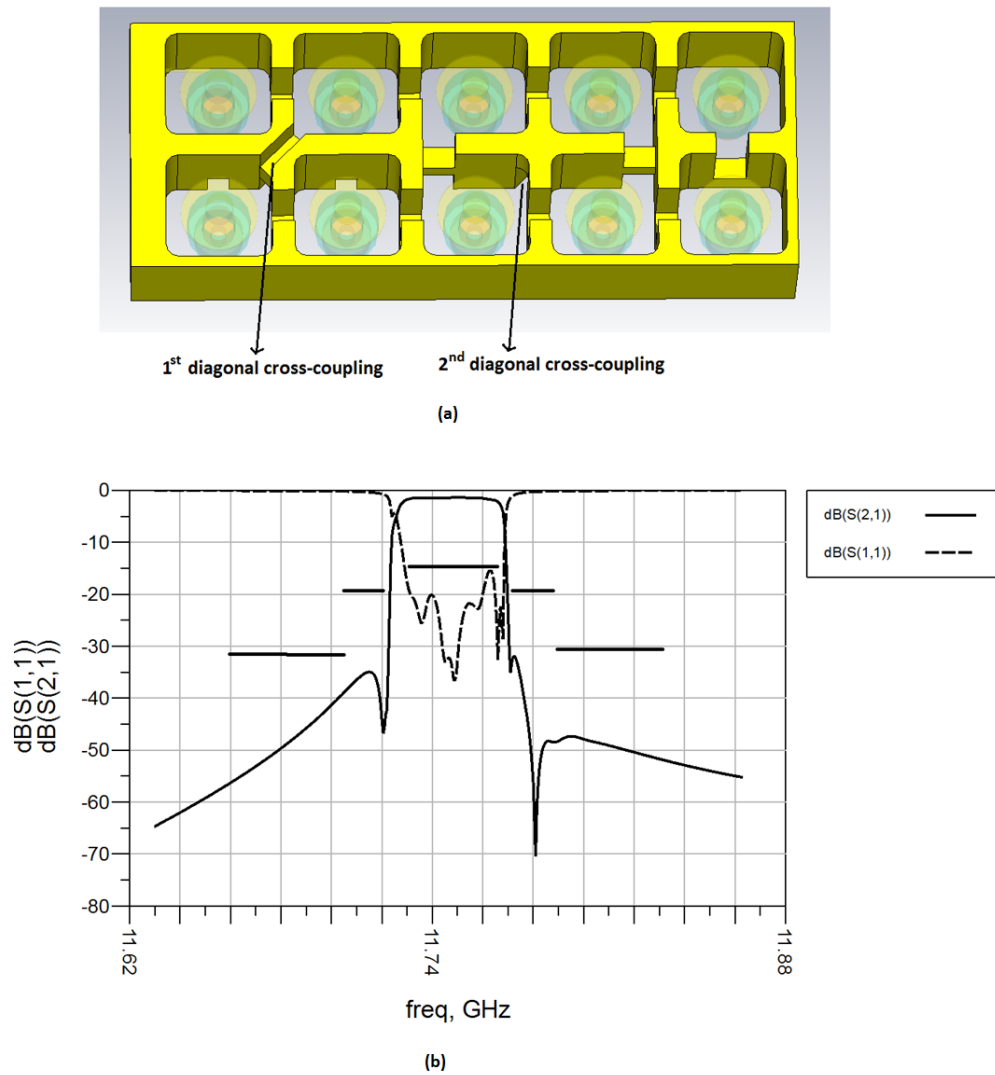 1st diagonal cross-coupling
2nd diagonal cross-coupling
(a)
0
-10
-20
-30
-40
-50
-60
-70
-80
dB(S(1,1))
dB(S(2,1))
11.62
11.74
11.88
freq, GHz
dB(S(2,1))
dB(S(1,1))
(b)